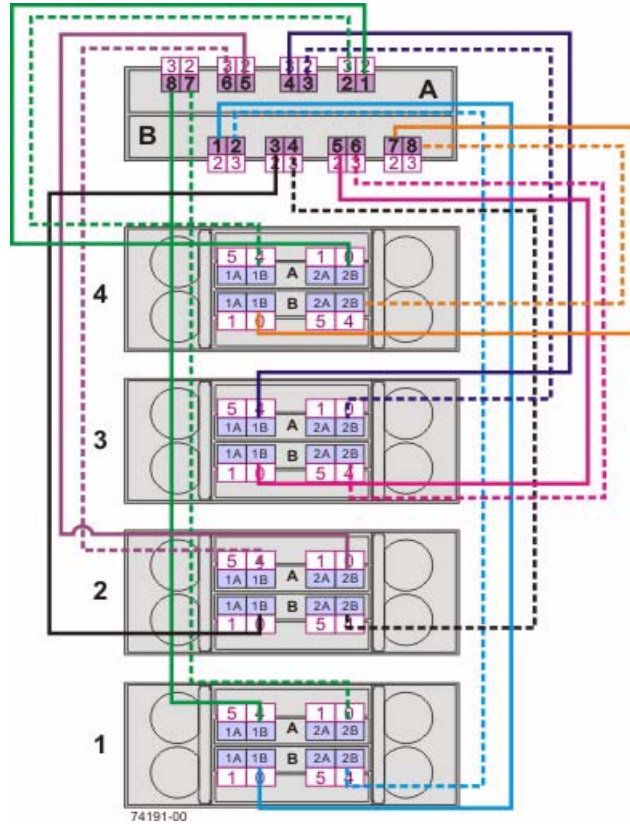 3 2 3 2 3 2 3 2
8 7 6 5 4 3 2 1
A
B
1 2 3 4 5 6 7 8
2 3 2 3 2 3 2 3
4
5 4 1 0
1A 1B A 2A 2B
1A 1B B 2A 2B
1 0 5 4
3
5 4 1 0
1A 1B A 2A 2B
1A 1B B 2A 2B
1 0 5 4
2
5 4 1 0
1A 1B A 2A 2B
1A 1B B 2A 2B
1 0 5 4
1
5 4 1 0
1A 1B A 2A 2B
1A 1B B 2A 2B
1 0 5 4
74191-00